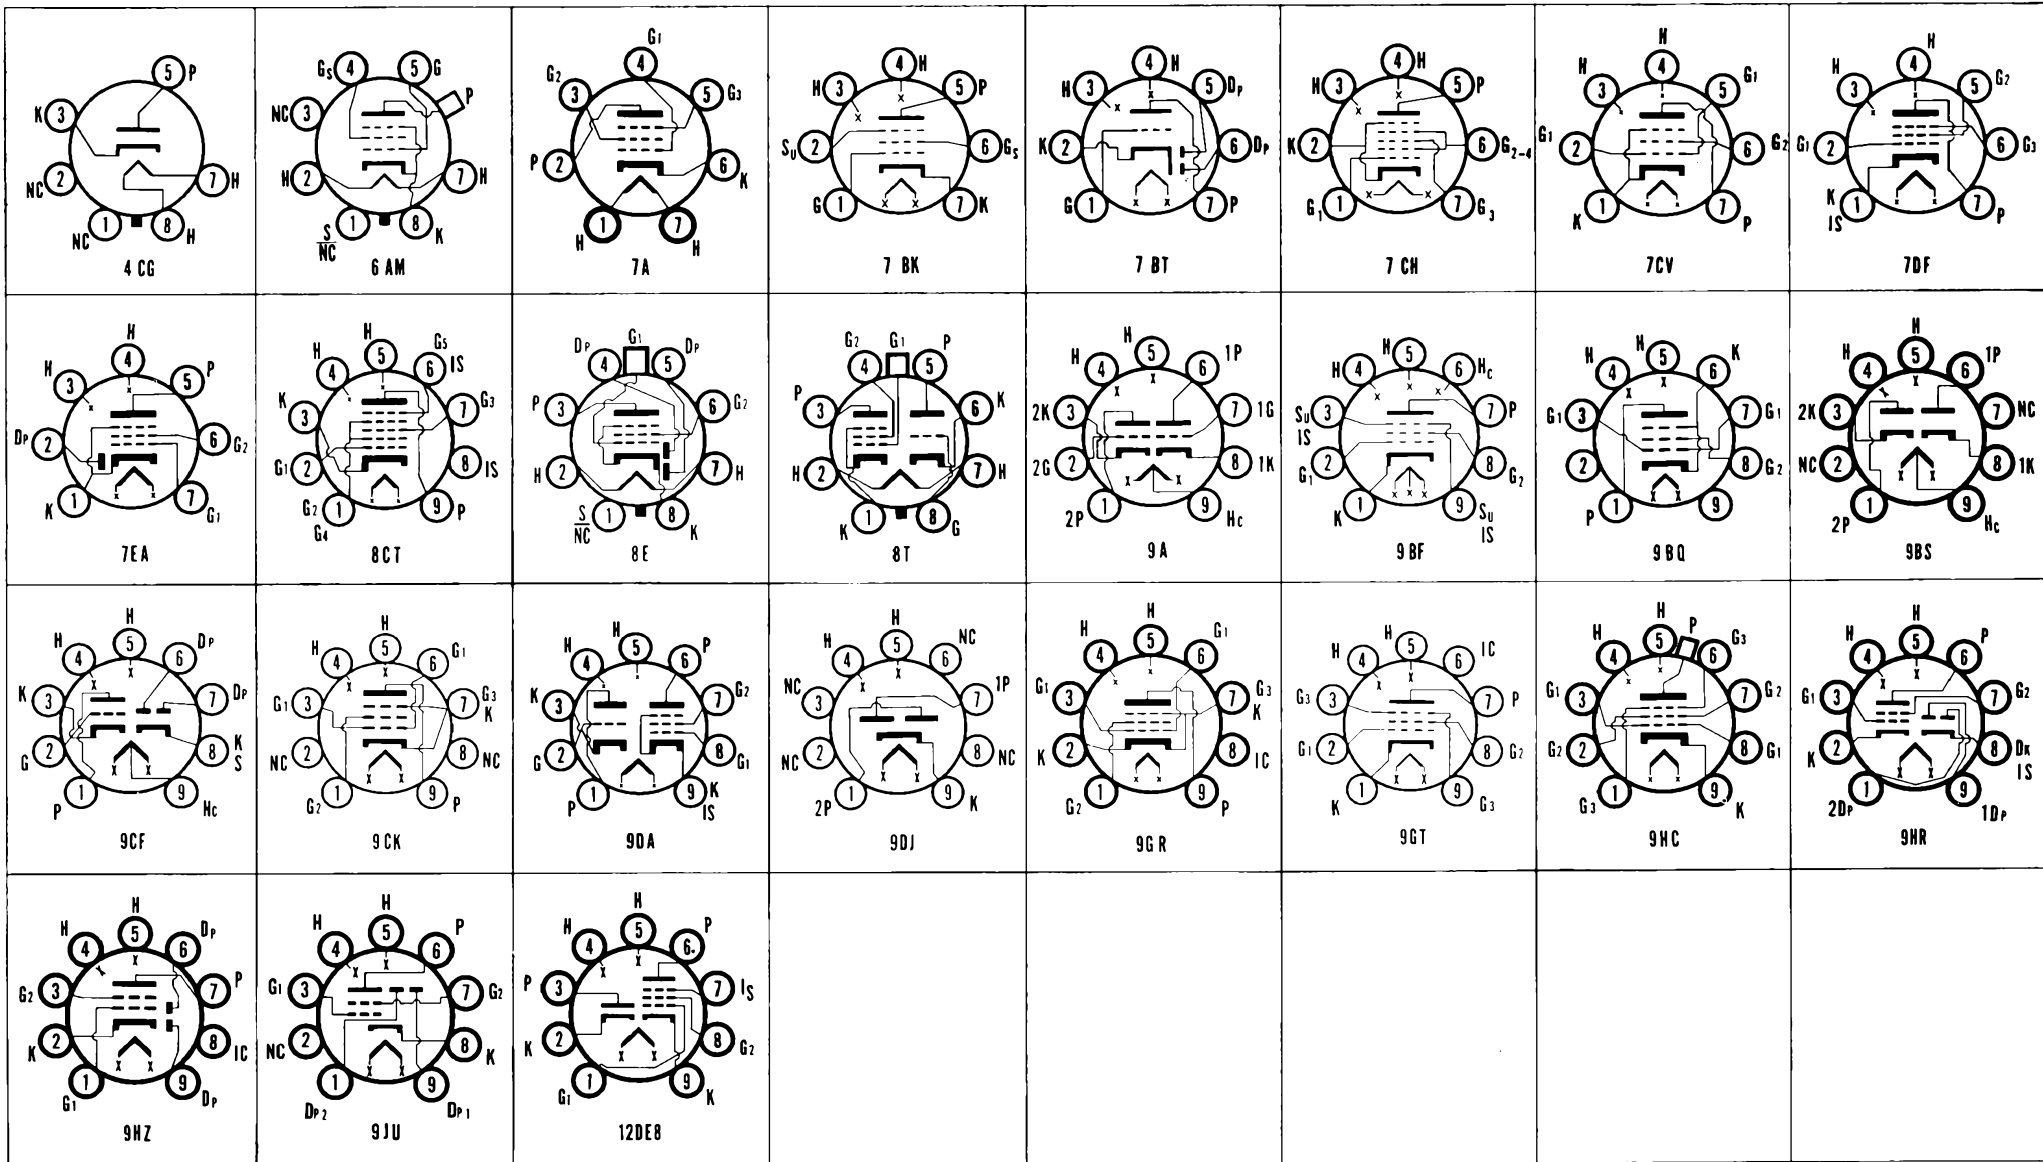 G1
H
H
H
H
5 P
GS 4
5 G
P
G2
4
H 3
4 H
5 P
H 3
4 H
5 DP
H 3
4 H
5 P
H 3
4
5 G1
H 3
4
5 G2
K 3
NC 3
3
5 G3
SU 2
6 GS
K 2
6 DP
K 2
6 G2-4
G1 2
6 G2
G1 2
6 G3
NC 2
7 H
H 2
7 H
P 2
6 K
G 1
7 K
G 1
7 P
G1 1
7 G3
K 1
7 P
K IS 1
7 P
NC 1
8 H
S/NC 1
8 K
H 1
7 H
4 CG
6 AM
7A
7 BK
7 BT
7 CH
7CV
7DF
H
H 3
4
5 P
DP 2
6 G2
K 1
7 G1
7EA
H
H 4
5
6 G5 IS
K 3
7 G3
G1 2
8 IS
G2 G4 1
9 P
8CT
G1
DP 4
5 DP
P 3
6 G2
H 2
7 H
S/NC 1
8 K
8E
G2 G1 P
4
5
P 3
6 K
H 2
7 H
K 1
8 G
8T
H
H 4
5
6 1P
2K 3
7 1G
2G 2
8 1K
2P 1
9 HC
9A
H 4
H 5
6 HC
SU IS 3
7 P
G1 2
8 G2
K 1
9 SU IS
9 BF
H
H 4
5
6 K
G1 3
7 G1
2
8 G2
P 1
9
9 BQ
H
H 4
5
6 1P
2K 3
7 NC
NC 2
8 1K
2P 1
9 HC
9BS
H
H 4
5
6 DP
K 3
7 DP
G 2
8 K S
P 1
9 HC
9CF
H
H 4
5
6 G1
G1 3
7 G3 K
NC 2
8 NC
G2 1
9 P
9 CK
H
H 4
5
6 P
K 3
7 G2
G 2
8 G1
P 1
9 K IS
9DA
H
H 4
5
6 NC
NC 3
7 1P
NC 2
8 NC
2P 1
9 K
9DJ
H
H 4
5
6 G1
G1 3
7 G3 K
K 2
8 IC
G2 1
9 P
9GR
H
H 4
5
6 IC
G3 3
7 P
G1 2
8 G2
K 1
9 G3
9GT
H
H 4
5 P
6 G3
G1 3
7 G2
G2 2
8 G1
G3 1
9 K
9HC
H
H 4
5
6 P
G1 3
7 G2
K 2
8 DK IS
2DP 1
9 1DP
9HR
H
H 4
5
6 DP
G2 3
7 P
K 2
8 IC
G1 1
9 DP
9HZ
H
H 4
5
6 P
G1 3
7 G2
NC 2
8 K
DP2 1
9 DP1
9JU
H
H 4
5
6 P
P 3
7 IS
K 2
8 G2
G1 1
9 K
12DE8